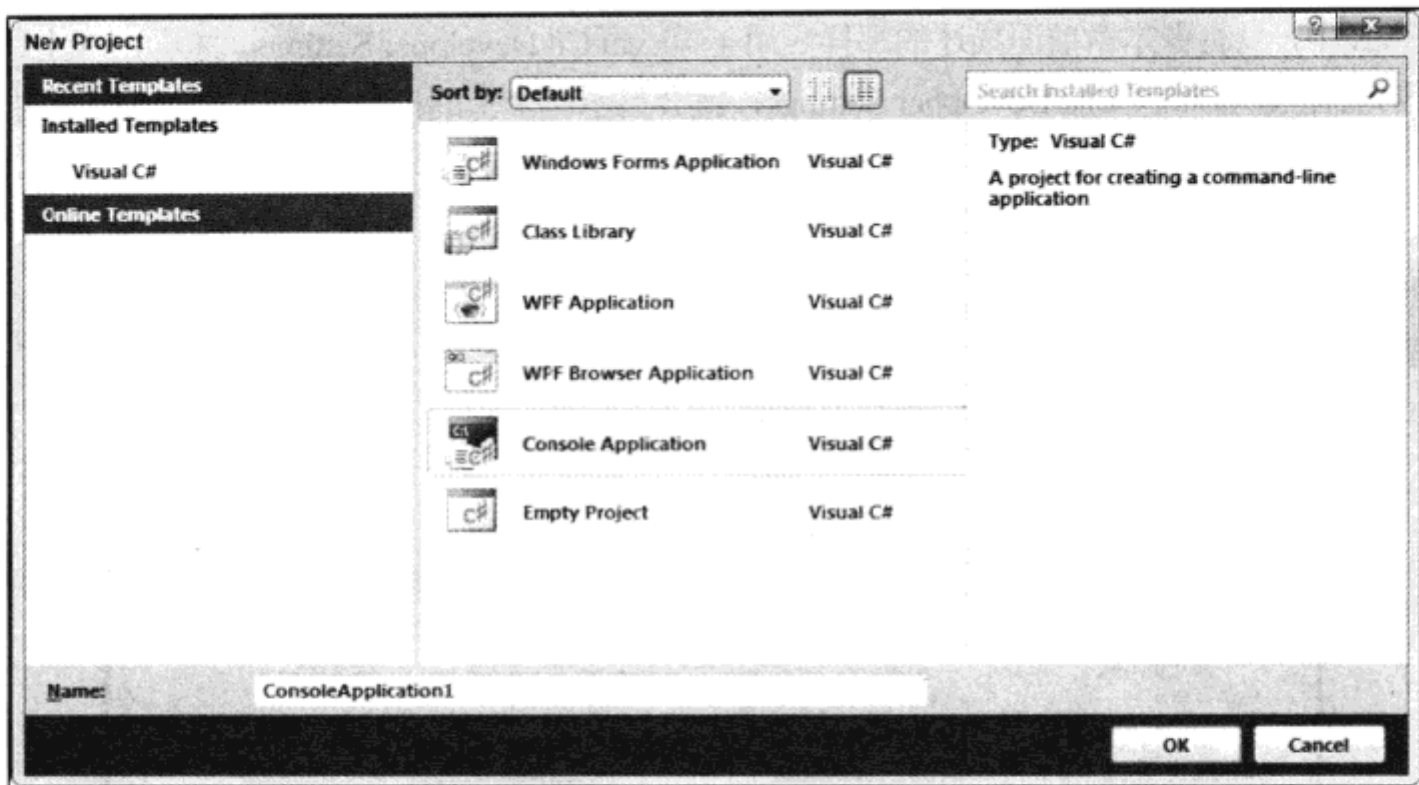 New Project
Recent Templates
Installed Templates
Visual C#
Online Templates
Sort by: Default
Search Installed Templates
Windows Forms Application Visual C#
Class Library Visual C#
WFF Application Visual C#
WPF Browser Application Visual C#
Console Application Visual C#
Empty Project Visual C#
Type: Visual C#
A project for creating a command-line
application
Name: ConsoleApplication1
OK Cancel